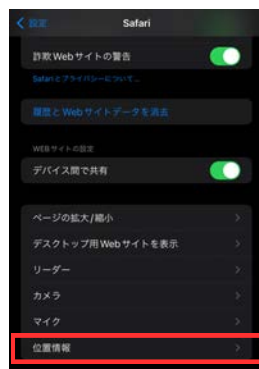 設定
Safari
詐欺Webサイトの警告
Safariとプライバシーについて...
履歴とWebサイトデータを消去
WEBサイトの設定
デバイス間で共有
ページの拡大/縮小
デスクトップ用Webサイトを表示
リーダー
カメラ
マイク
位置情報